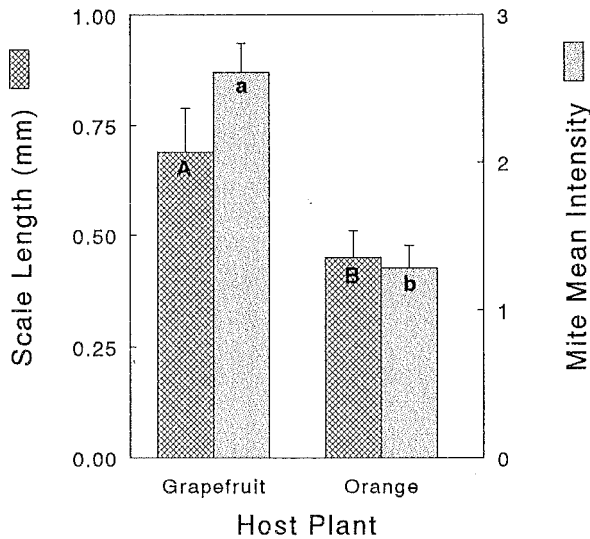 1.00
0.75
0.50
0.25
0.00
Scale Length (mm)
A
a
B
b
3
2
1
0
Mite Mean Intensity
Grapefruit Orange
Host Plant